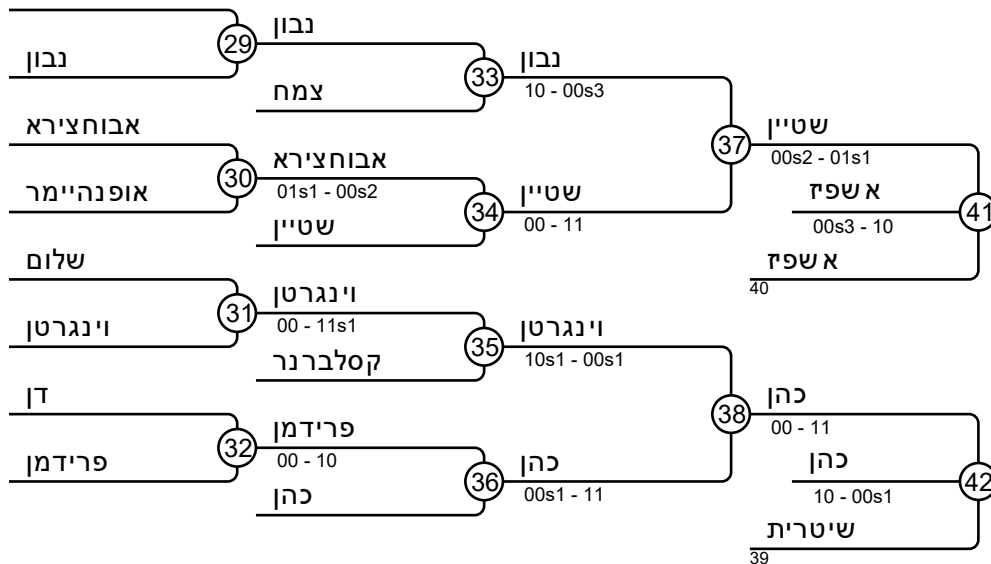 נבון
נבון
29
נבון
33
10 - 00s3
צמח
37
שטיין
00s2 - 01s1
אבוחצירא
אבוחצירא
30
01s1 - 00s2
אופנהיימר
שטיין
שטיין
34
00 - 11
אשפיז
41
00s3 - 10
אשפיז
40
שלום
וינגרטן
31
00 - 11s1
וינגרטן
וינגרטן
35
10s1 - 00s1
קסלברנר
38
כהן
00 - 11
דן
פרידמן
32
00 - 10
פרידמן
כהן
36
00s1 - 11
כהן
כהן
42
10 - 00s1
שיטרית
39